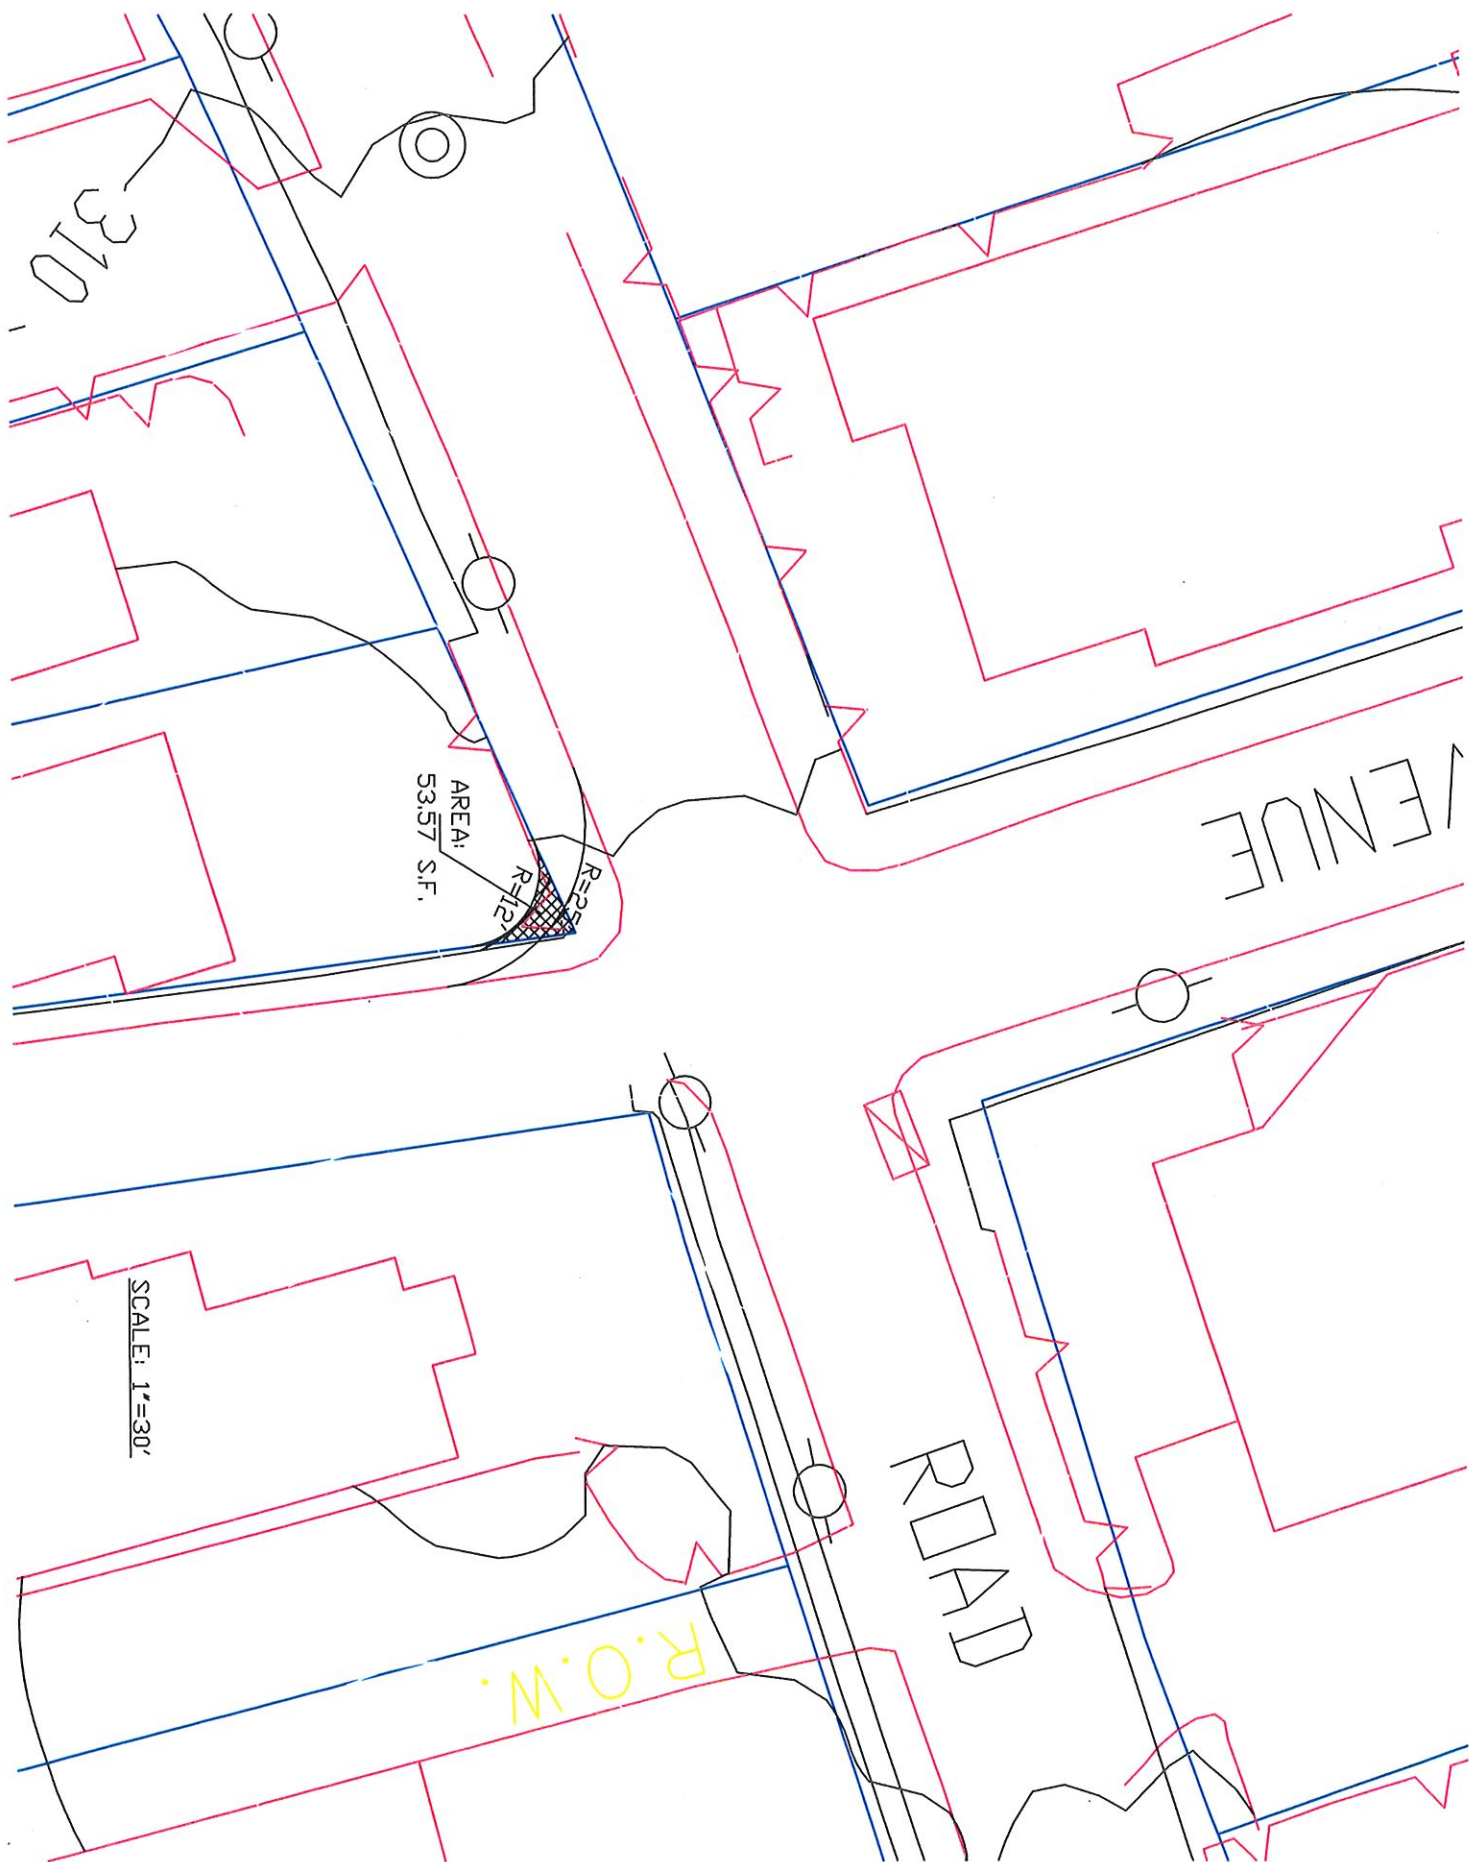 310
AREA:
53.57 S.F.
R=25'
R=12'
VENUE
ROAD
R.O.W.
SCALE: 1"=30'